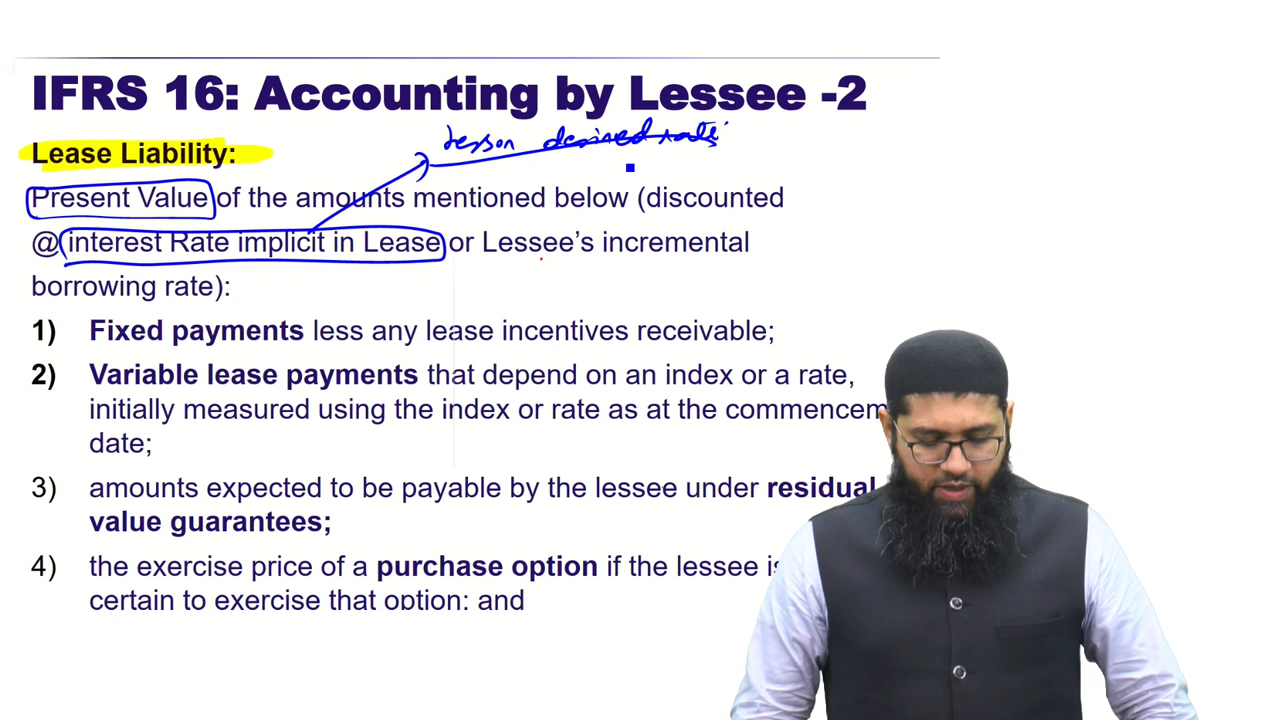 IFRS 16: Accounting by Lessee -2
desired rate
Lease Liability:
Present Value of the amounts mentioned below (discounted
@ interest Rate implicit in Lease or Lessee's incremental
borrowing rate):
1) Fixed payments less any lease incentives receivable;
2) Variable lease payments that depend on an index or a rate,
initially measured using the index or rate as at the commencem
date;
3) amounts expected to be payable by the lessee under residual
value guarantees;
4) the exercise price of a purchase option if the lessee is
certain to exercise that option; and